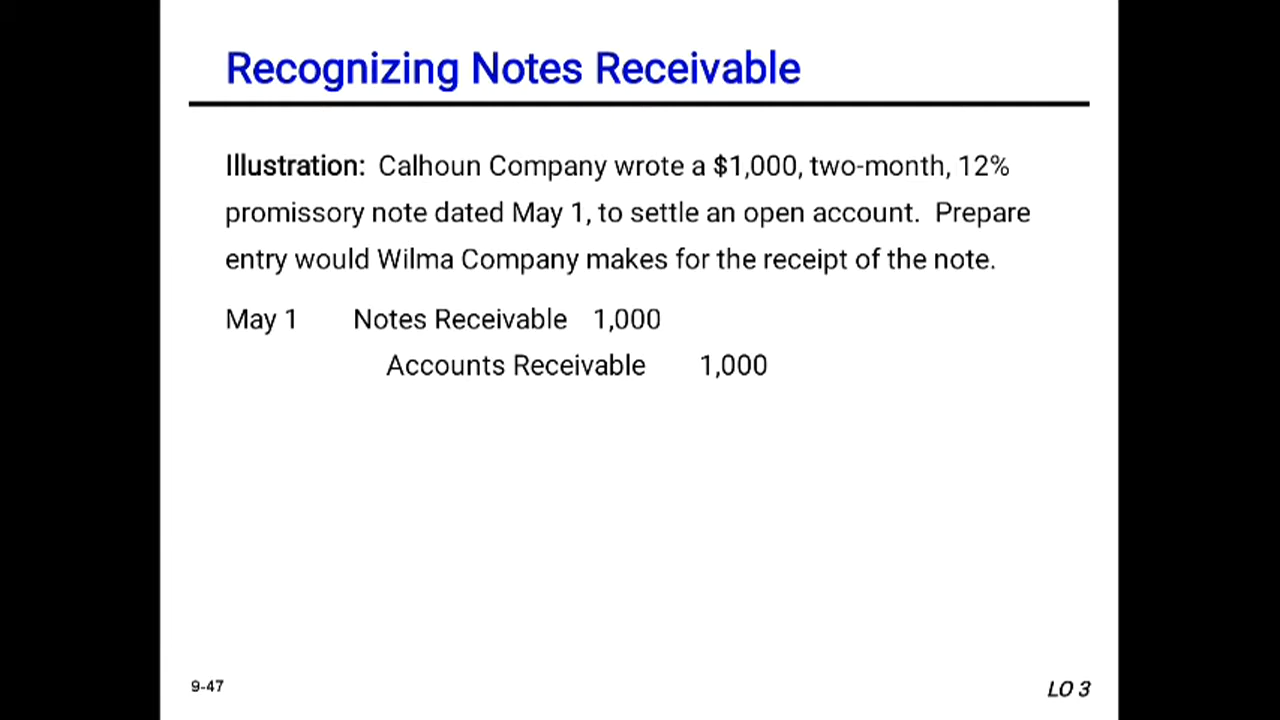 Recognizing Notes Receivable
Illustration: Calhoun Company wrote a $1,000, two-month, 12%
promissory note dated May 1, to settle an open account. Prepare
entry would Wilma Company makes for the receipt of the note.
May 1 Notes Receivable 1,000
Accounts Receivable 1,000
9-47
LO 3